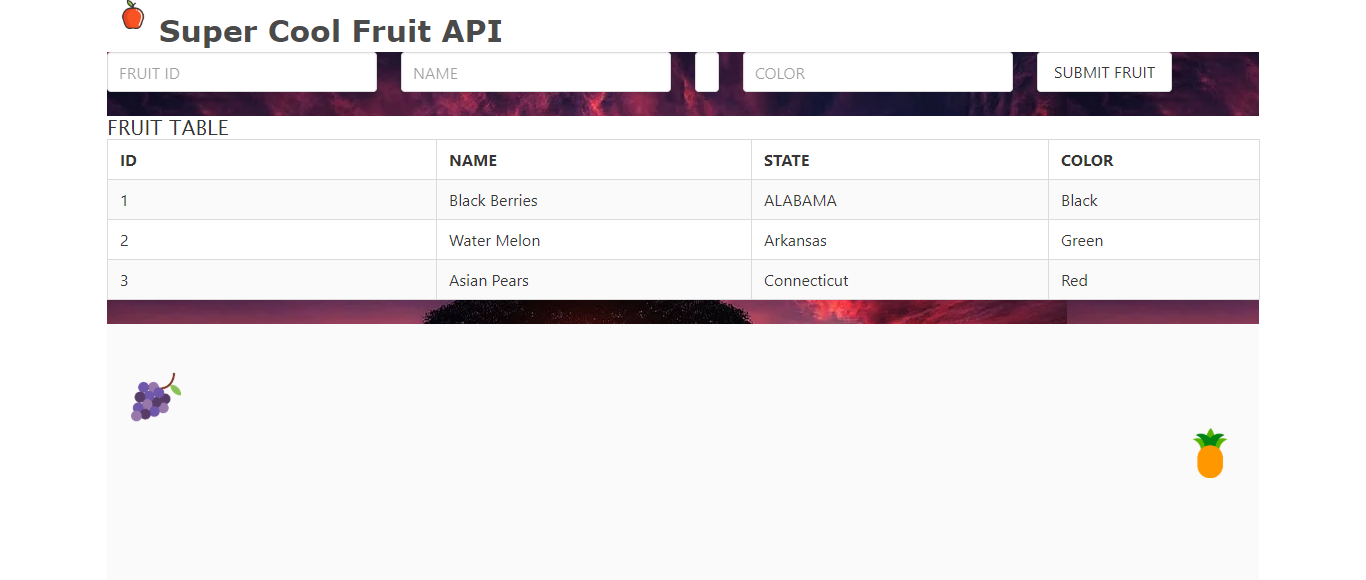 Super Cool Fruit API
FRUIT ID NAME COLOR SUBMIT FRUIT
FRUIT TABLE
ID NAME STATE COLOR
1 Black Berries ALABAMA Black
2 Water Melon Arkansas Green
3 Asian Pears Connecticut Red